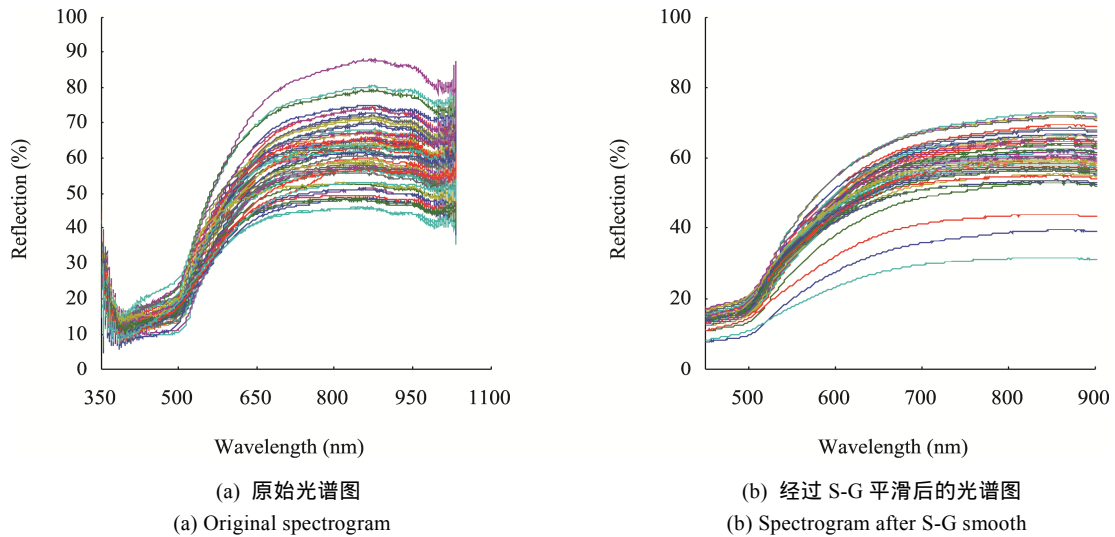 100
90
80
70
60
50
40
30
20
10
0
Reflection (%)
350 500 650 800 950 1100
Wavelength (nm)
(a) 原始光谱图
(a) Original spectrogram
100
80
60
40
20
0
Reflection (%)
500 600 700 800 900
Wavelength (nm)
(b) 经过 S-G 平滑后的光谱图
(b) Spectrogram after S-G smooth